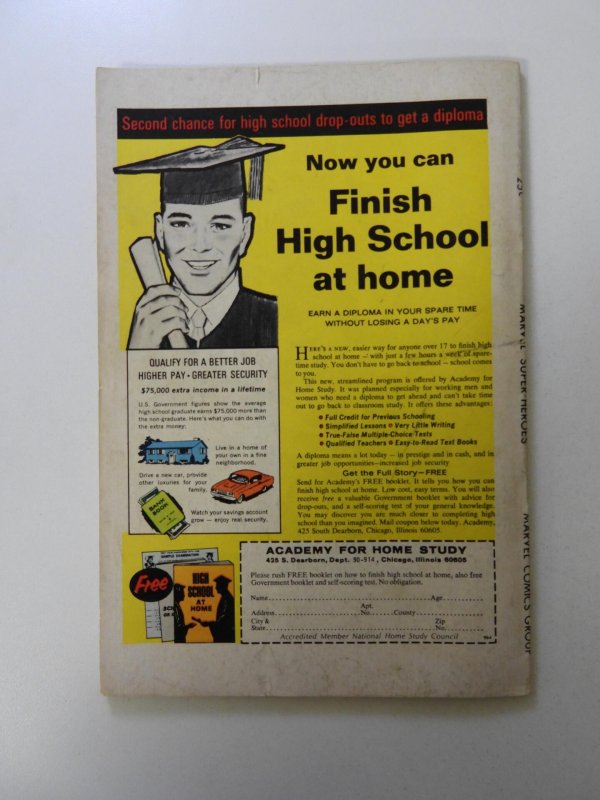 Second chance for high school drop-outs to get a diploma
Now you can
Finish
High School
at home
EARN A DIPLOMA IN YOUR SPARE TIME
WITHOUT LOSING A DAY'S PAY
HERE'S A NEW, easier way for anyone over 17 to finish high
school at home — with just a few hours a week of spare-
time study. You don't have to go back to school — school comes
to you.
This new, streamlined program is offered by Academy for
Home Study. It was planned especially for working men and
women who need a diploma to get ahead and can't take time
out to go back to classroom study. It offers these advantages:
• Full Credit for Previous Schooling
• Simplified Lessons • Very Little Writing
• True-False Multiple-Choice Tests
• Qualified Teachers • Easy-to-Read Text Books
A diploma means a lot today — in prestige and in cash, and in
greater job opportunities—increased job security
Get the Full Story—FREE
Send for Academy's FREE booklet. It tells you how you can
finish high school at home. Low cost, easy terms. You will also
receive free a valuable Government booklet with advice for
drop-outs, and a self-scoring test of your general knowledge.
You may discover you are much closer to completing high
school than you imagined. Mail coupon below today. Academy,
425 South Dearborn, Chicago, Illinois 60605.
QUALIFY FOR A BETTER JOB
HIGHER PAY • GREATER SECURITY
$75,000 extra income in a lifetime
U.S. Government figures show the average
high school graduate earns $75,000 more than
the non-graduate. Here's what you can do with
the extra money:
Live in a home of
your own in a fine
neighborhood.
Drive a new car, provide
other luxuries for your
family.
BANK
BOOK
Watch your savings account
grow — enjoy real security.
Free
SAMPLE EXAMINATION
HIGH
SCHOOL
AT
HOME
ACADEMY FOR HOME STUDY
425 S. Dearborn, Dept. 90-914, Chicago, Illinois 60605
Please rush FREE booklet on how to finish high school at home, also free
Government booklet and self-scoring test. No obligation.
Name Age
Apt.
Address No. County
City & Zip
State No.
Accredited Member National Home Study Council
25¢
MARVEL SUPER-HEROES
MARVEL COMICS GROUP